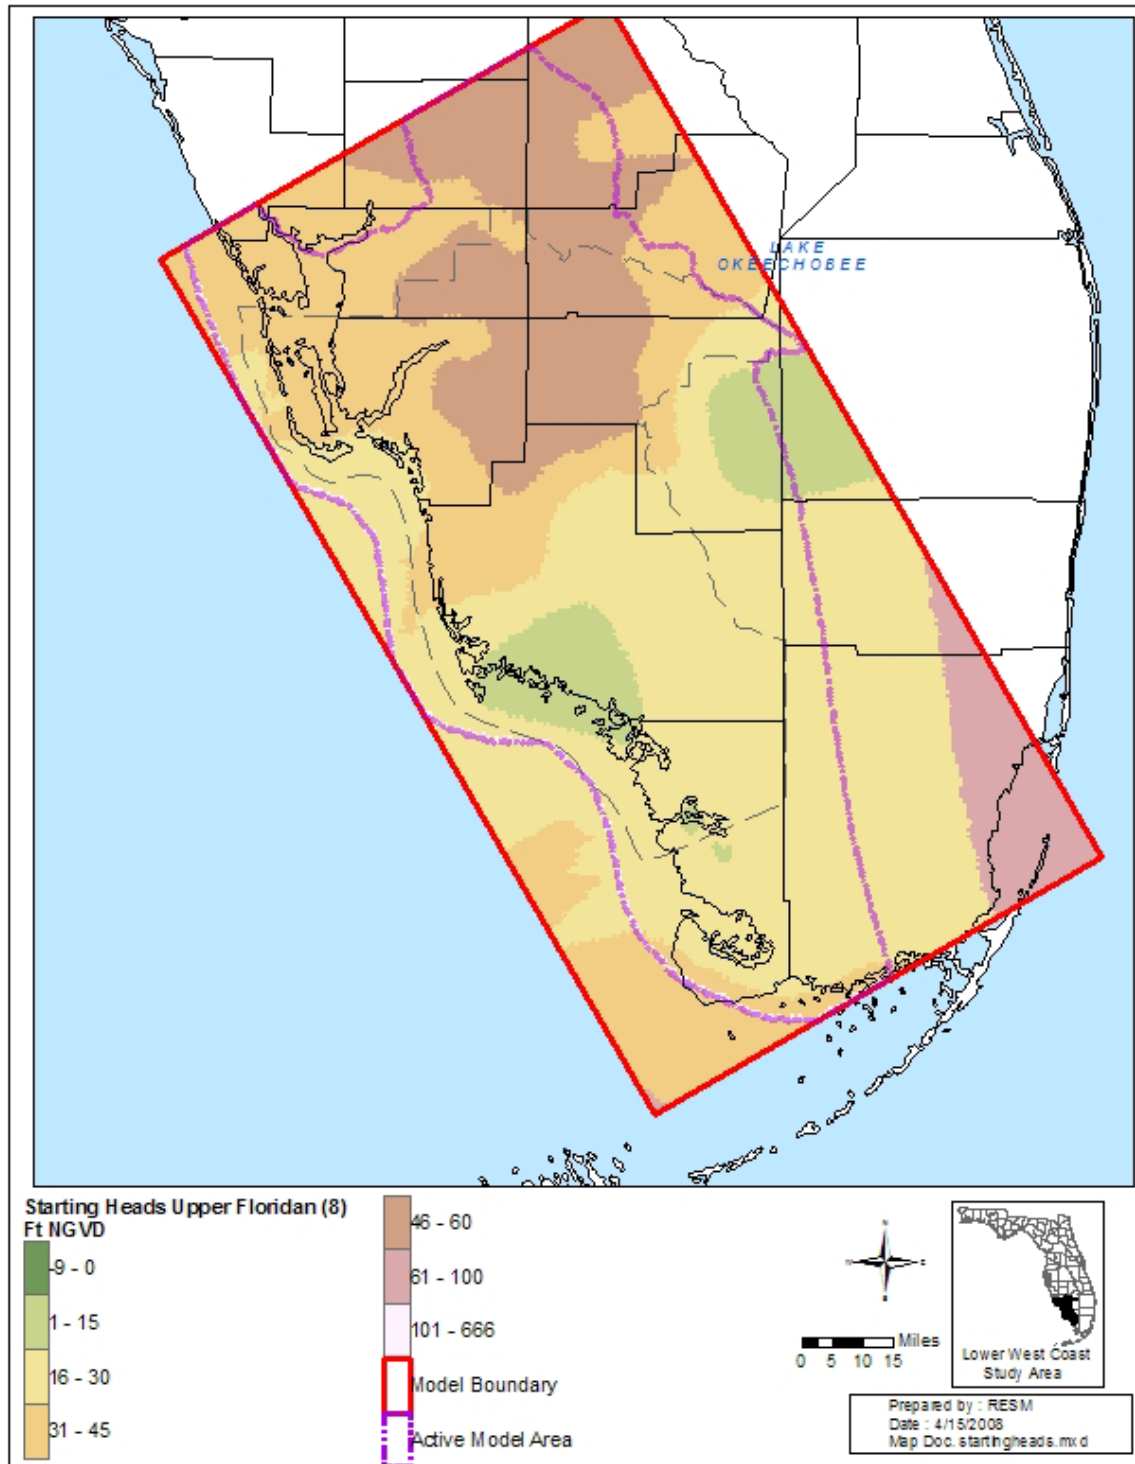 LAKE
OKEECHOBEE
Starting Heads Upper Floridan (8)
Ft NGVD
-9 - 0
1 - 15
16 - 30
31 - 45
46 - 60
61 - 100
101 - 666
Model Boundary
Active Model Area
N
W E
S
Miles
0 5 10 15
Lower West Coast
Study Area
Prepared by : RESM
Date : 4/15/2008
Map Doc. startingheads.mxd